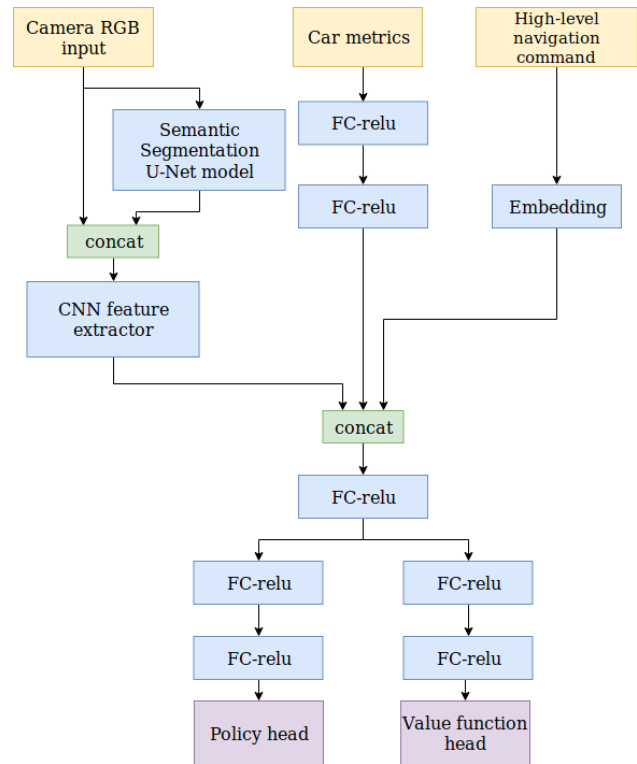 Camera RGB
input
Car metrics
High-level
navigation
command
Semantic
Segmentation
U-Net model
FC-relu
FC-relu
Embedding
concat
CNN feature
extractor
concat
FC-relu
FC-relu
FC-relu
FC-relu
FC-relu
Policy head
Value function
head